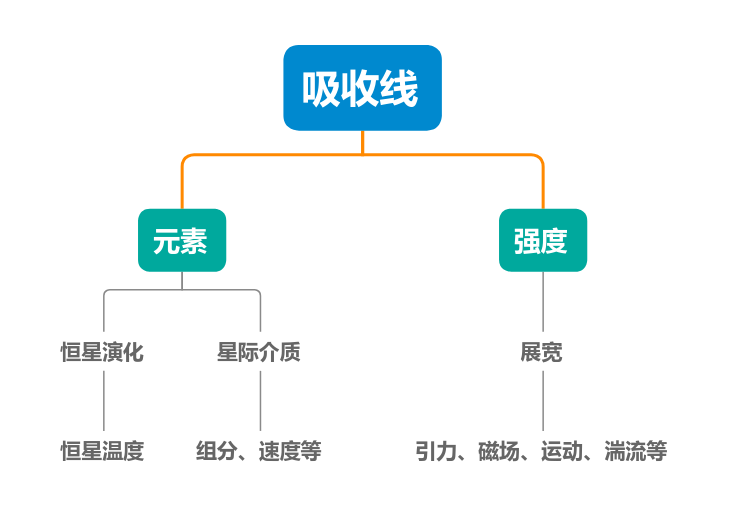 吸收线
元素
强度
恒星演化
星际介质
展宽
恒星温度
组分、速度等
引力、磁场、运动、湍流等